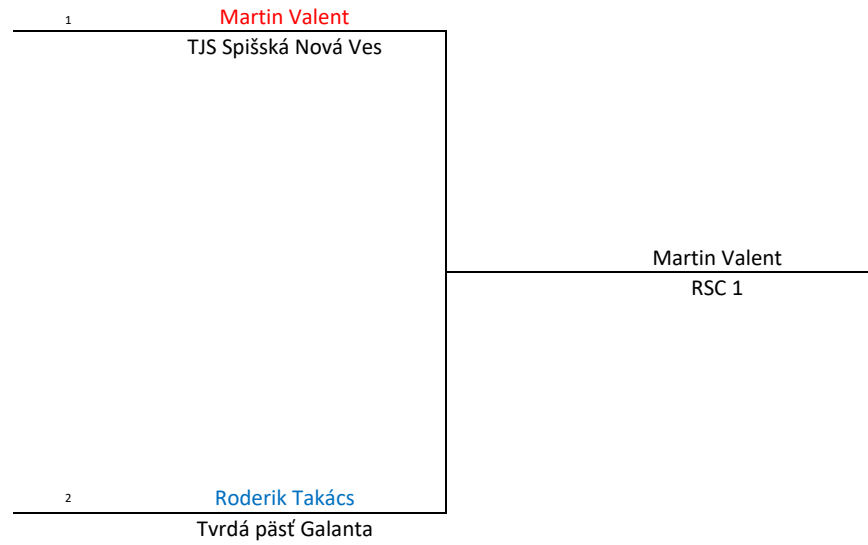 1 Martin Valent
TJS Spišská Nová Ves
Martin Valent
RSC 1
2 Roderik Takács
Tvrdá päsť Galanta